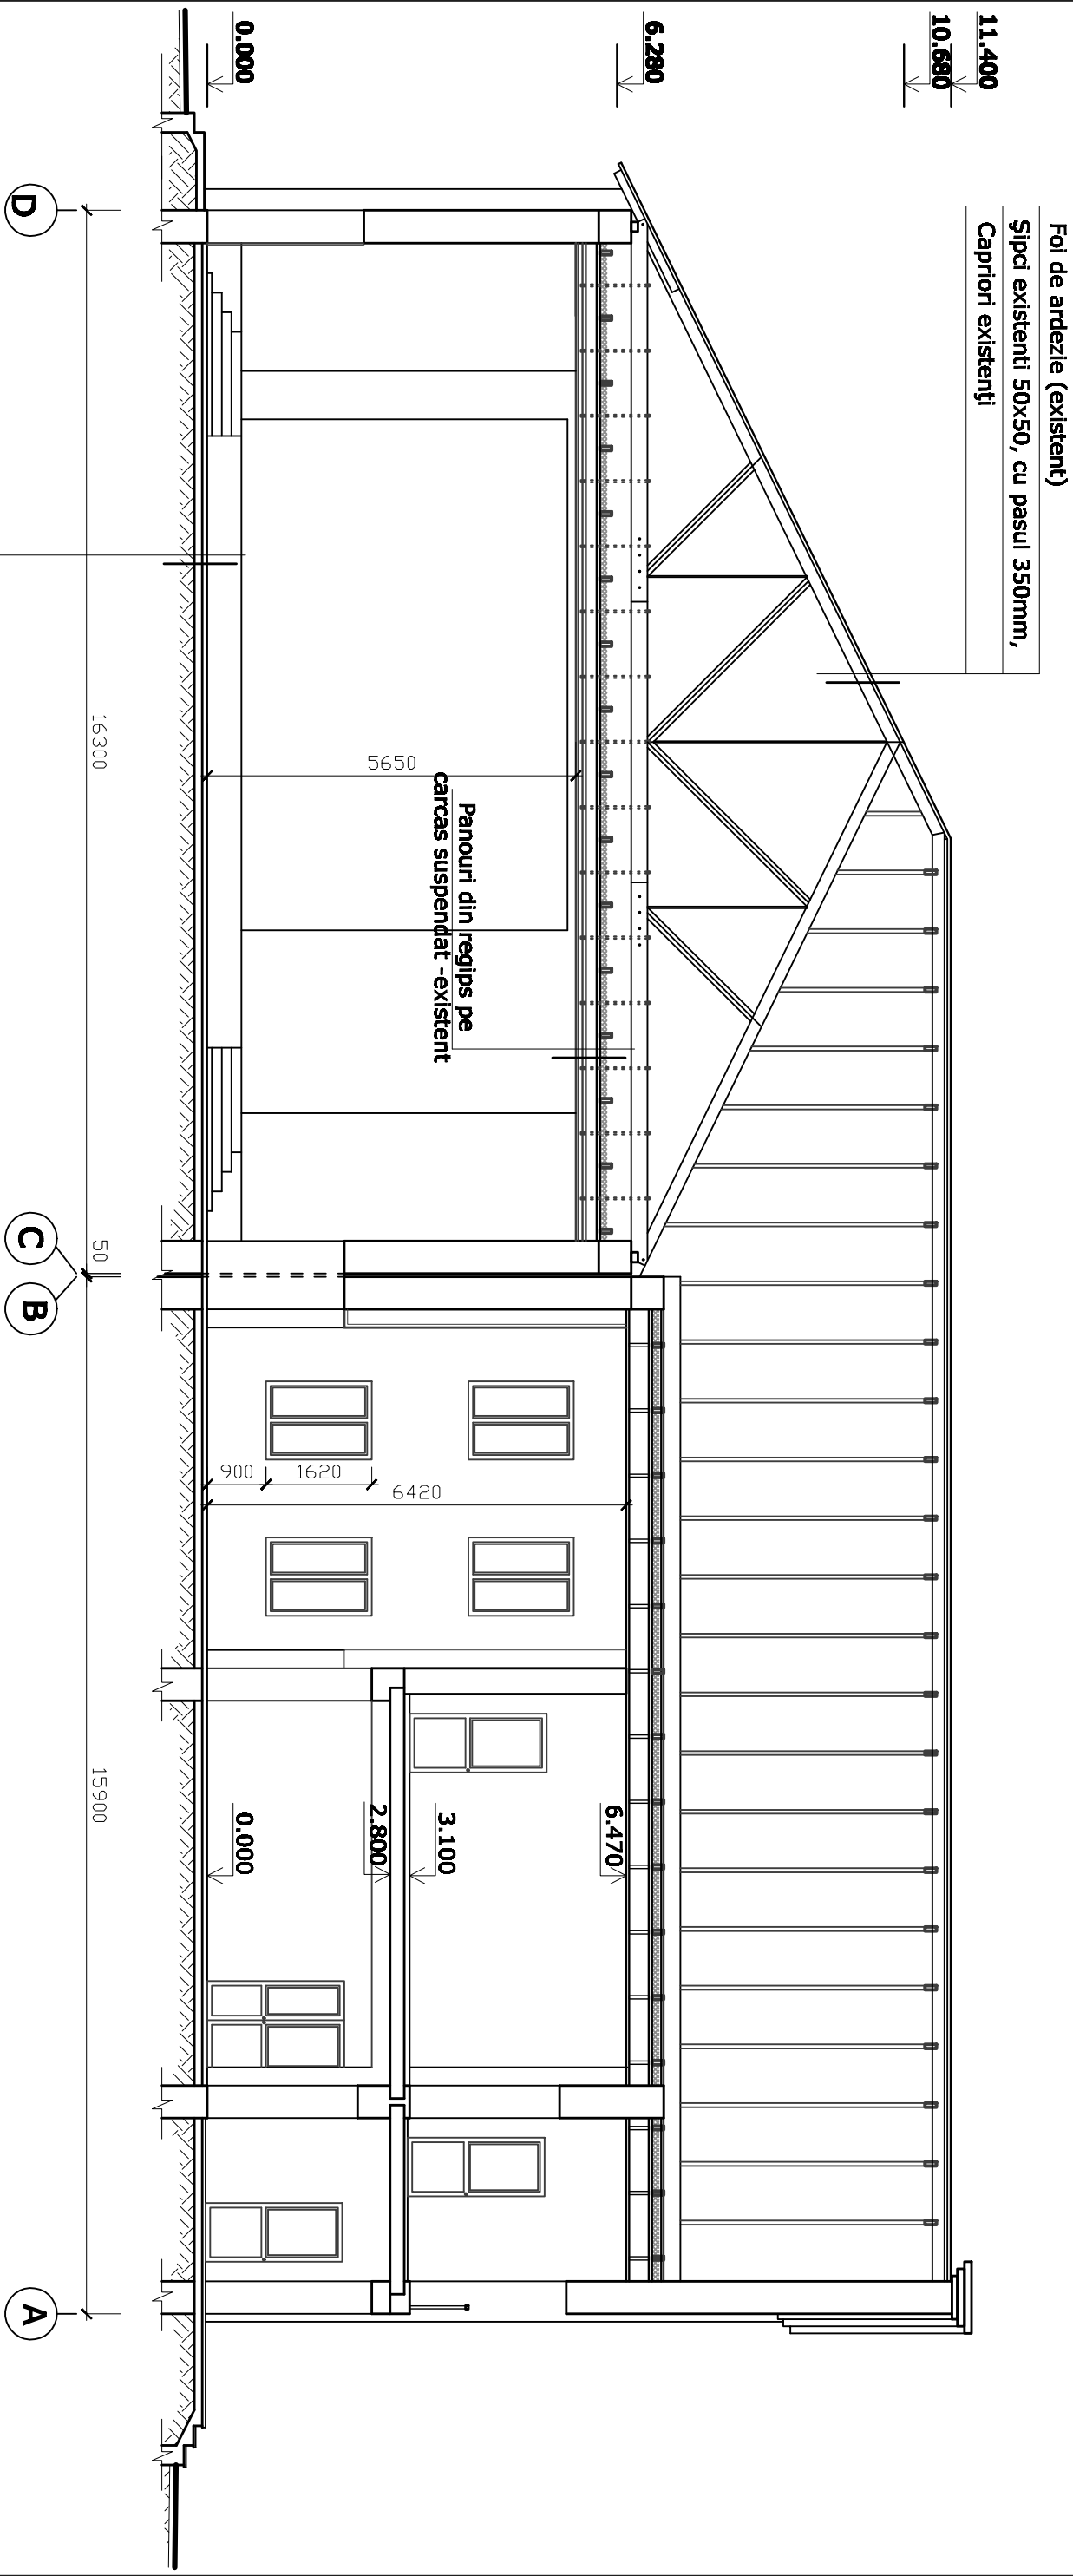 Foi de ardezie (existent)
Șipci existenti 50x50, cu pasul 350mm,
Capriori existenți
11.400
10.680
6.280
0.000
5650
Panouri din regips pe
carcas suspendat -existent
900
1620
6420
6.470
3.100
2.800
0.000
16300
50
15900
D
C
B
A